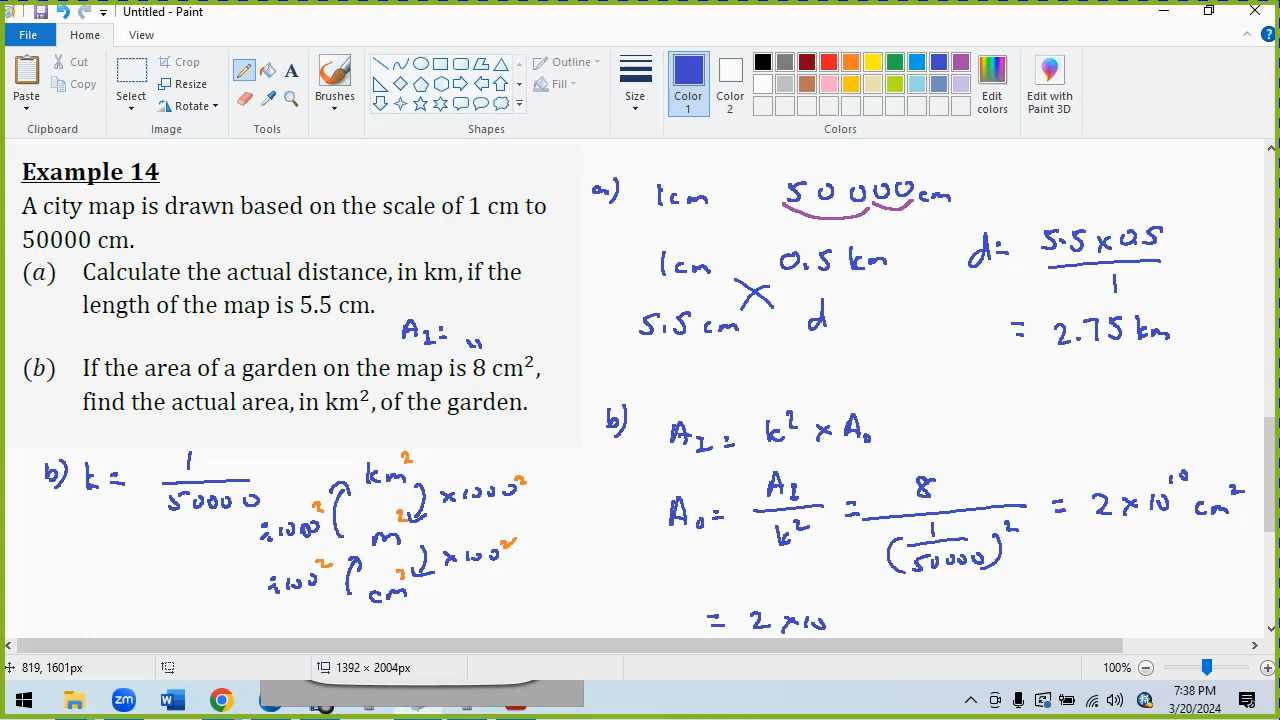 Untitled - Paint
File Home View
Paste
Cut
Copy
Clipboard
Select
Crop
Resize
Rotate
Image
A
Tools
Brushes
Shapes
Outline
Fill
Size
Color 1
Color 2
Edit colors
Edit with Paint 3D
Colors
Example 14
A city map is drawn based on the scale of 1 cm to
50000 cm.
(a) Calculate the actual distance, in km, if the
length of the map is 5.5 cm.
A_I =
(b) If the area of a garden on the map is 8 cm²,
find the actual area, in km², of the garden.
b) k = 1/50000
km² ×1000²
÷1000² m²
×100²
÷100² cm²
a) 1cm 50000cm
1cm 0.5 km
5.5 cm d
d = 5.5 × 0.5 / 1
= 2.75 km
b) A_I = k² × A_o
A_o = A_I/k² = 8/(1/50000)² = 2 × 10¹⁰ cm²
= 2 × 10
819, 1601px
1392 × 2004px
100%
zm
W
7:38 PM
3/20/2024